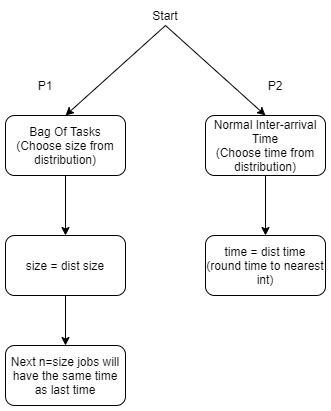 Start
P1
P2
Bag Of Tasks
(Choose size from
distribution)
Normal Inter-arrival
Time
(Choose time from
distribution)
size = dist size
time = dist time
(round time to nearest
int)
Next n=size jobs will
have the same time
as last time